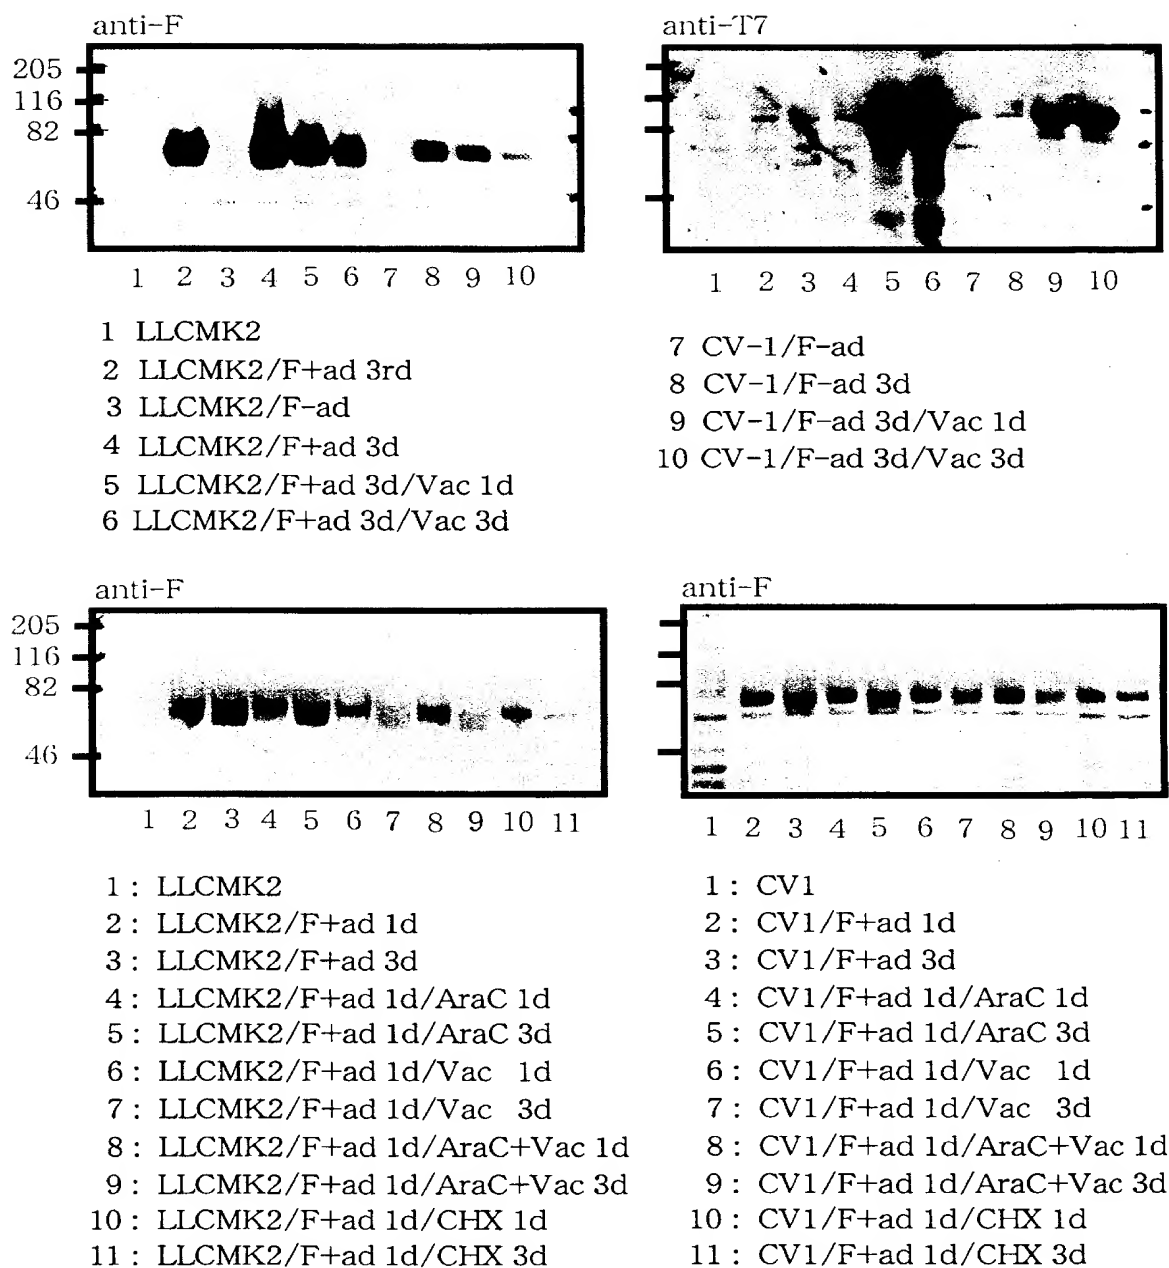 anti-F
205
116
82
46
1 2 3 4 5 6 7 8 9 10
anti-T7
1 2 3 4 5 6 7 8 9 10
1 LLCMK2
2 LLCMK2/F+ad 3rd
3 LLCMK2/F-ad
4 LLCMK2/F+ad 3d
5 LLCMK2/F+ad 3d/Vac 1d
6 LLCMK2/F+ad 3d/Vac 3d
7 CV-1/F-ad
8 CV-1/F-ad 3d
9 CV-1/F-ad 3d/Vac 1d
10 CV-1/F-ad 3d/Vac 3d
anti-F
205
116
82
46
1 2 3 4 5 6 7 8 9 10 11
1 : LLCMK2
2 : LLCMK2/F+ad 1d
3 : LLCMK2/F+ad 3d
4 : LLCMK2/F+ad 1d/AraC 1d
5 : LLCMK2/F+ad 1d/AraC 3d
6 : LLCMK2/F+ad 1d/Vac 1d
7 : LLCMK2/F+ad 1d/Vac 3d
8 : LLCMK2/F+ad 1d/AraC+Vac 1d
9 : LLCMK2/F+ad 1d/AraC+Vac 3d
10 : LLCMK2/F+ad 1d/CHX 1d
11 : LLCMK2/F+ad 1d/CHX 3d
anti-F
1 2 3 4 5 6 7 8 9 10 11
1 : CV1
2 : CV1/F+ad 1d
3 : CV1/F+ad 3d
4 : CV1/F+ad 1d/AraC 1d
5 : CV1/F+ad 1d/AraC 3d
6 : CV1/F+ad 1d/Vac 1d
7 : CV1/F+ad 1d/Vac 3d
8 : CV1/F+ad 1d/AraC+Vac 1d
9 : CV1/F+ad 1d/AraC+Vac 3d
10 : CV1/F+ad 1d/CHX 1d
11 : CV1/F+ad 1d/CHX 3d